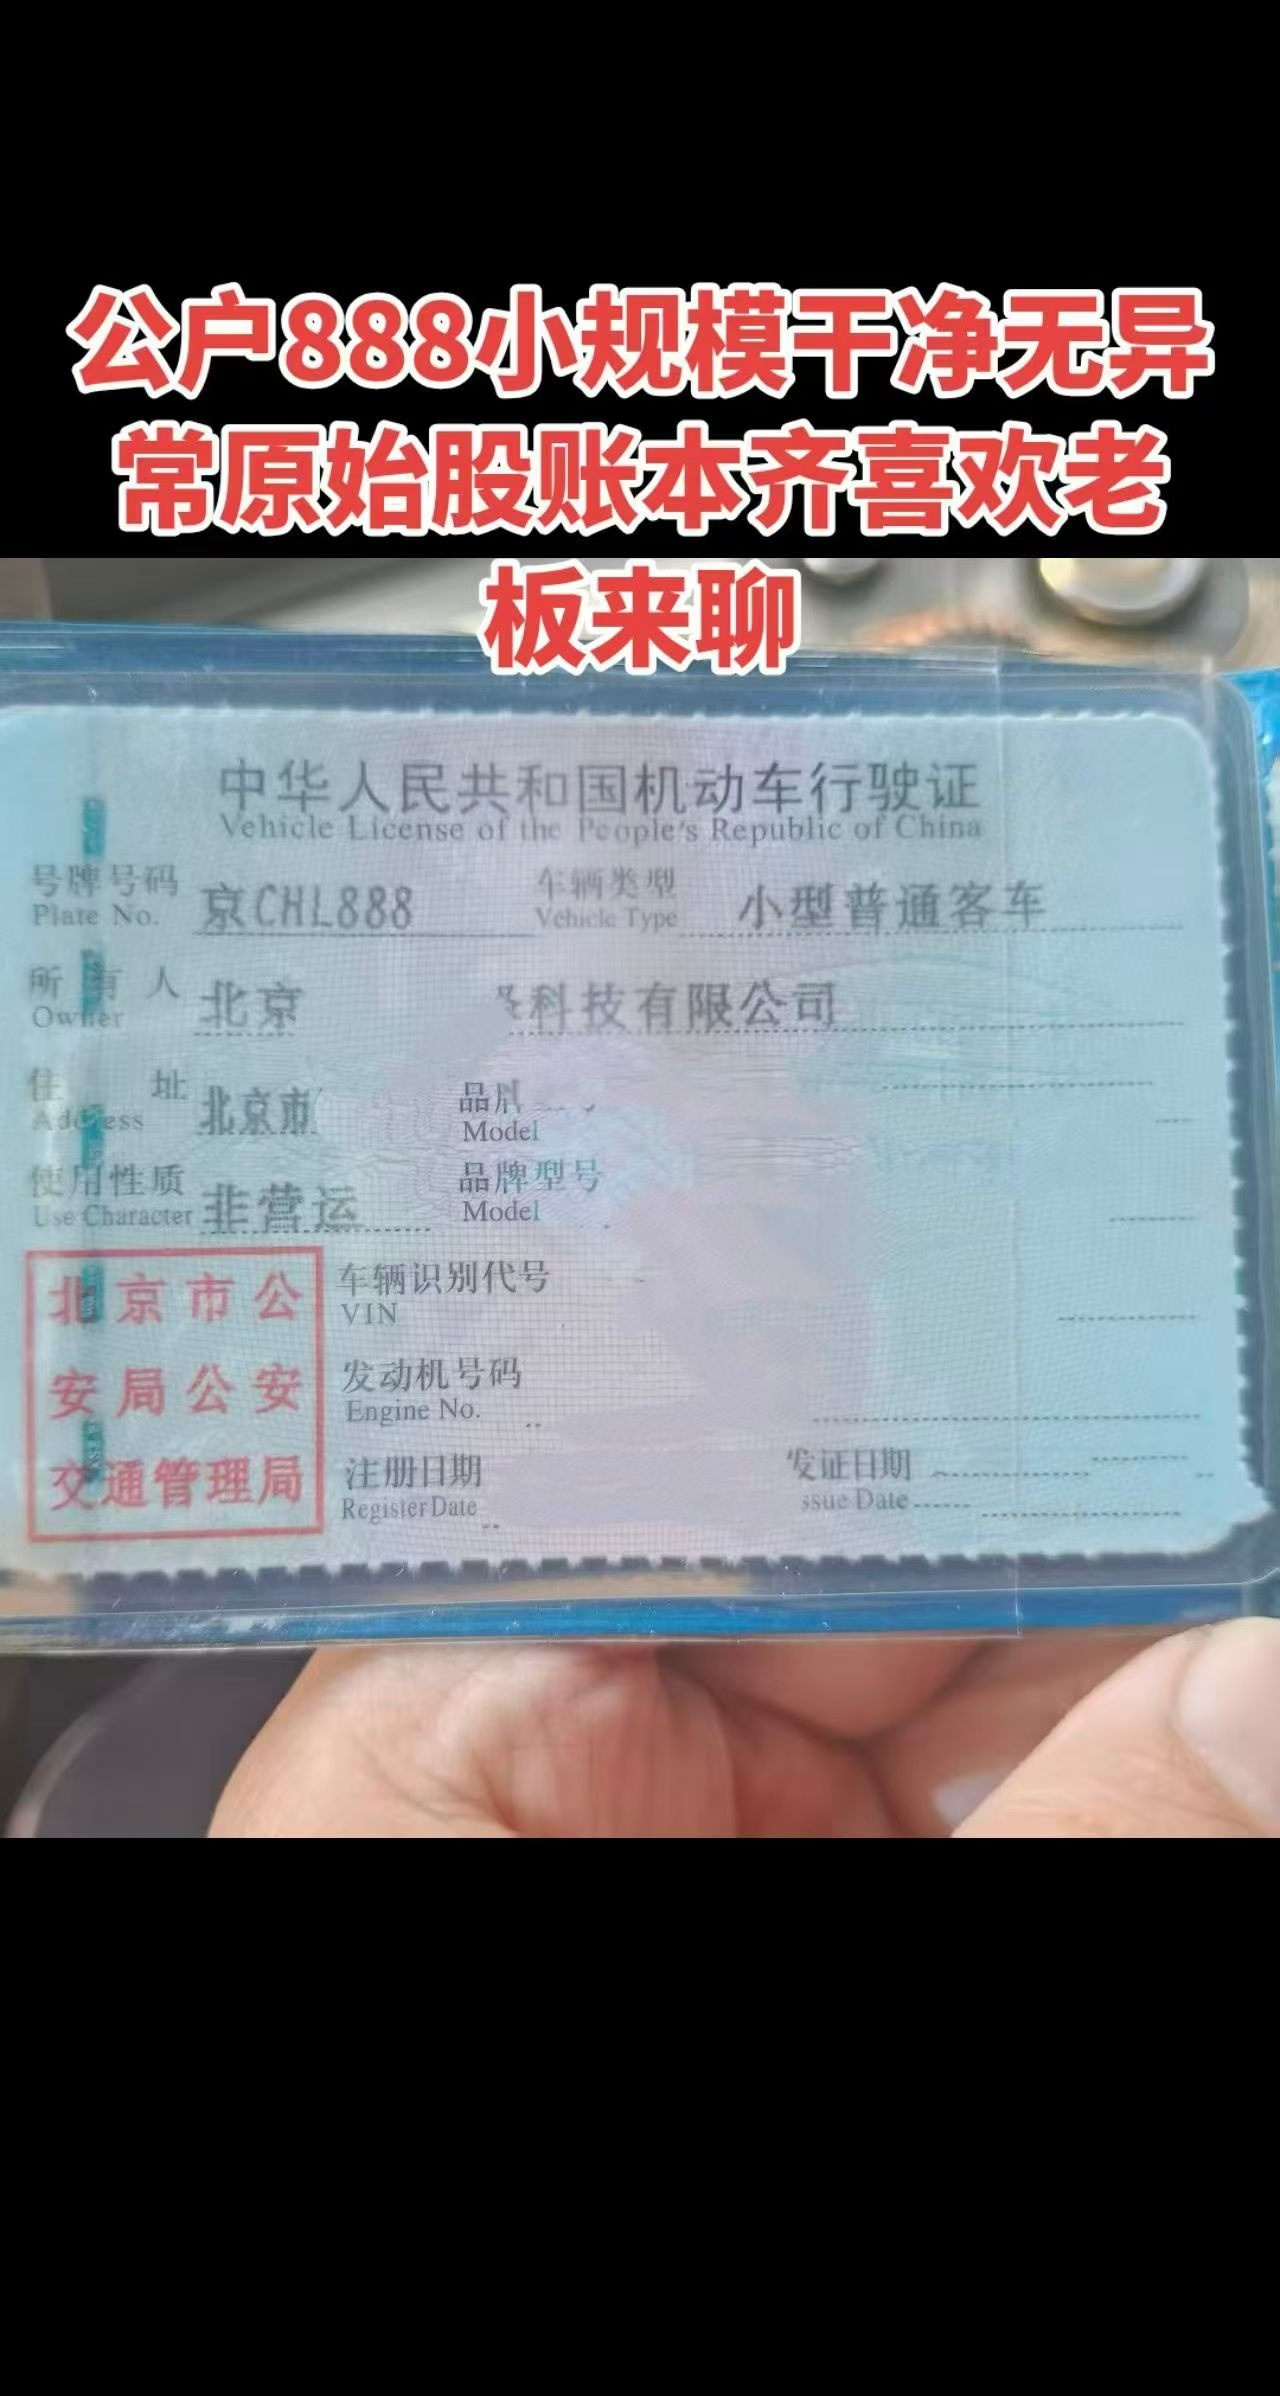 公户888小规模干净无异
常原始股账本齐喜欢老
板来聊
中华人民共和国机动车行驶证
Vehicle License of the People's Republic of China
号牌号码 京CHL888 车辆类型 小型普通客车
Plate No. Vehicle Type
所有人 北京 科技有限公司
Owner
住址 北京市 品牌
Address Model
使用性质 非营运 品牌型号
Use Character Model
北京市公
安局公安
交通管理局
车辆识别代号
VIN
发动机号码
Engine No.
注册日期 发证日期
Register Date ssue Date